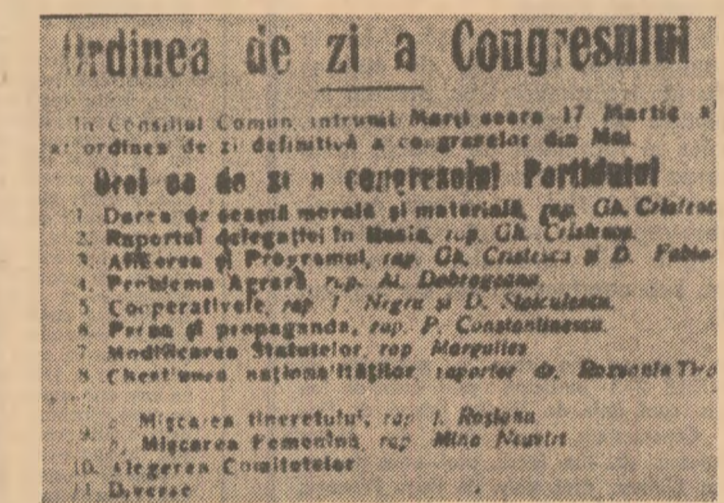 Ordinea de zi a Congresului
In Consiliul Comun intrunit Marți seara 17 Martie s'
ordinea de zi definitivă a congreselor din Mai
de zi a congresului Partidului
1. Darea de seamă morală și materială, rap. Gh. Cristescu
2. Raportul delegației în Rusia, rap. Gh. Cristescu.
3. Afilierea și Programul, rap. Gh. Cristescu și D. Fabian
4. Problema Agrară, rap. Al. Dobrogeanu.
5. Cooperativele, rap I. Negru și D. Stoiculescu.
6. Presa și propaganda, rap. P. Constantinescu.
7. Modificarea Statutelor, rap Margulies
8. Chestiunea naționalităților, raportor dr. Rozvania
9. a. Mișcarea tineretului, rap I. Roșianu
b, Mișcarea Femenină, rap.
10. Alegerea Comitetelor
11. Diverse